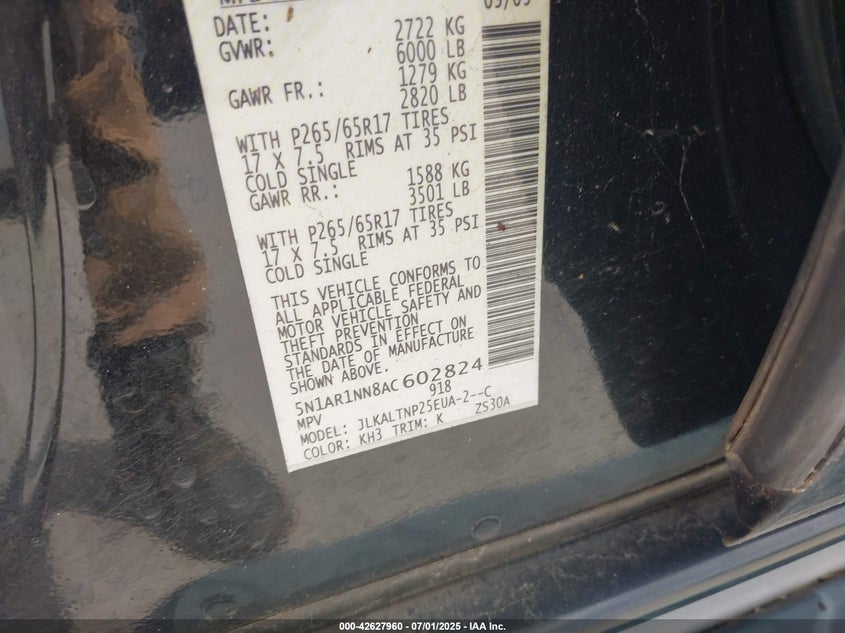 DATE:
GVWR: 2722 KG
6000 LB
GAWR FR.: 1279 KG
2820 LB
WITH P265/65R17 TIRES
17 X 7.5 RIMS AT 35 PSI
COLD SINGLE
GAWR RR.: 1588 KG
3501 LB
WITH P265/65R17 TIRES
17 X 7.5 RIMS AT 35 PSI
COLD SINGLE
THIS VEHICLE CONFORMS TO
ALL APPLICABLE FEDERAL
MOTOR VEHICLE SAFETY AND
THEFT PREVENTION
STANDARDS IN EFFECT ON
THE DATE OF MANUFACTURE
SHOWN ABOVE.
5N1AR1NN8AC602824
MPV 918
MODEL: JLKALTNP25EUA-2--C
COLOR: KH3 TRIM: K ZS30A
000-42627960 - 07/01/2025 - IAA Inc.